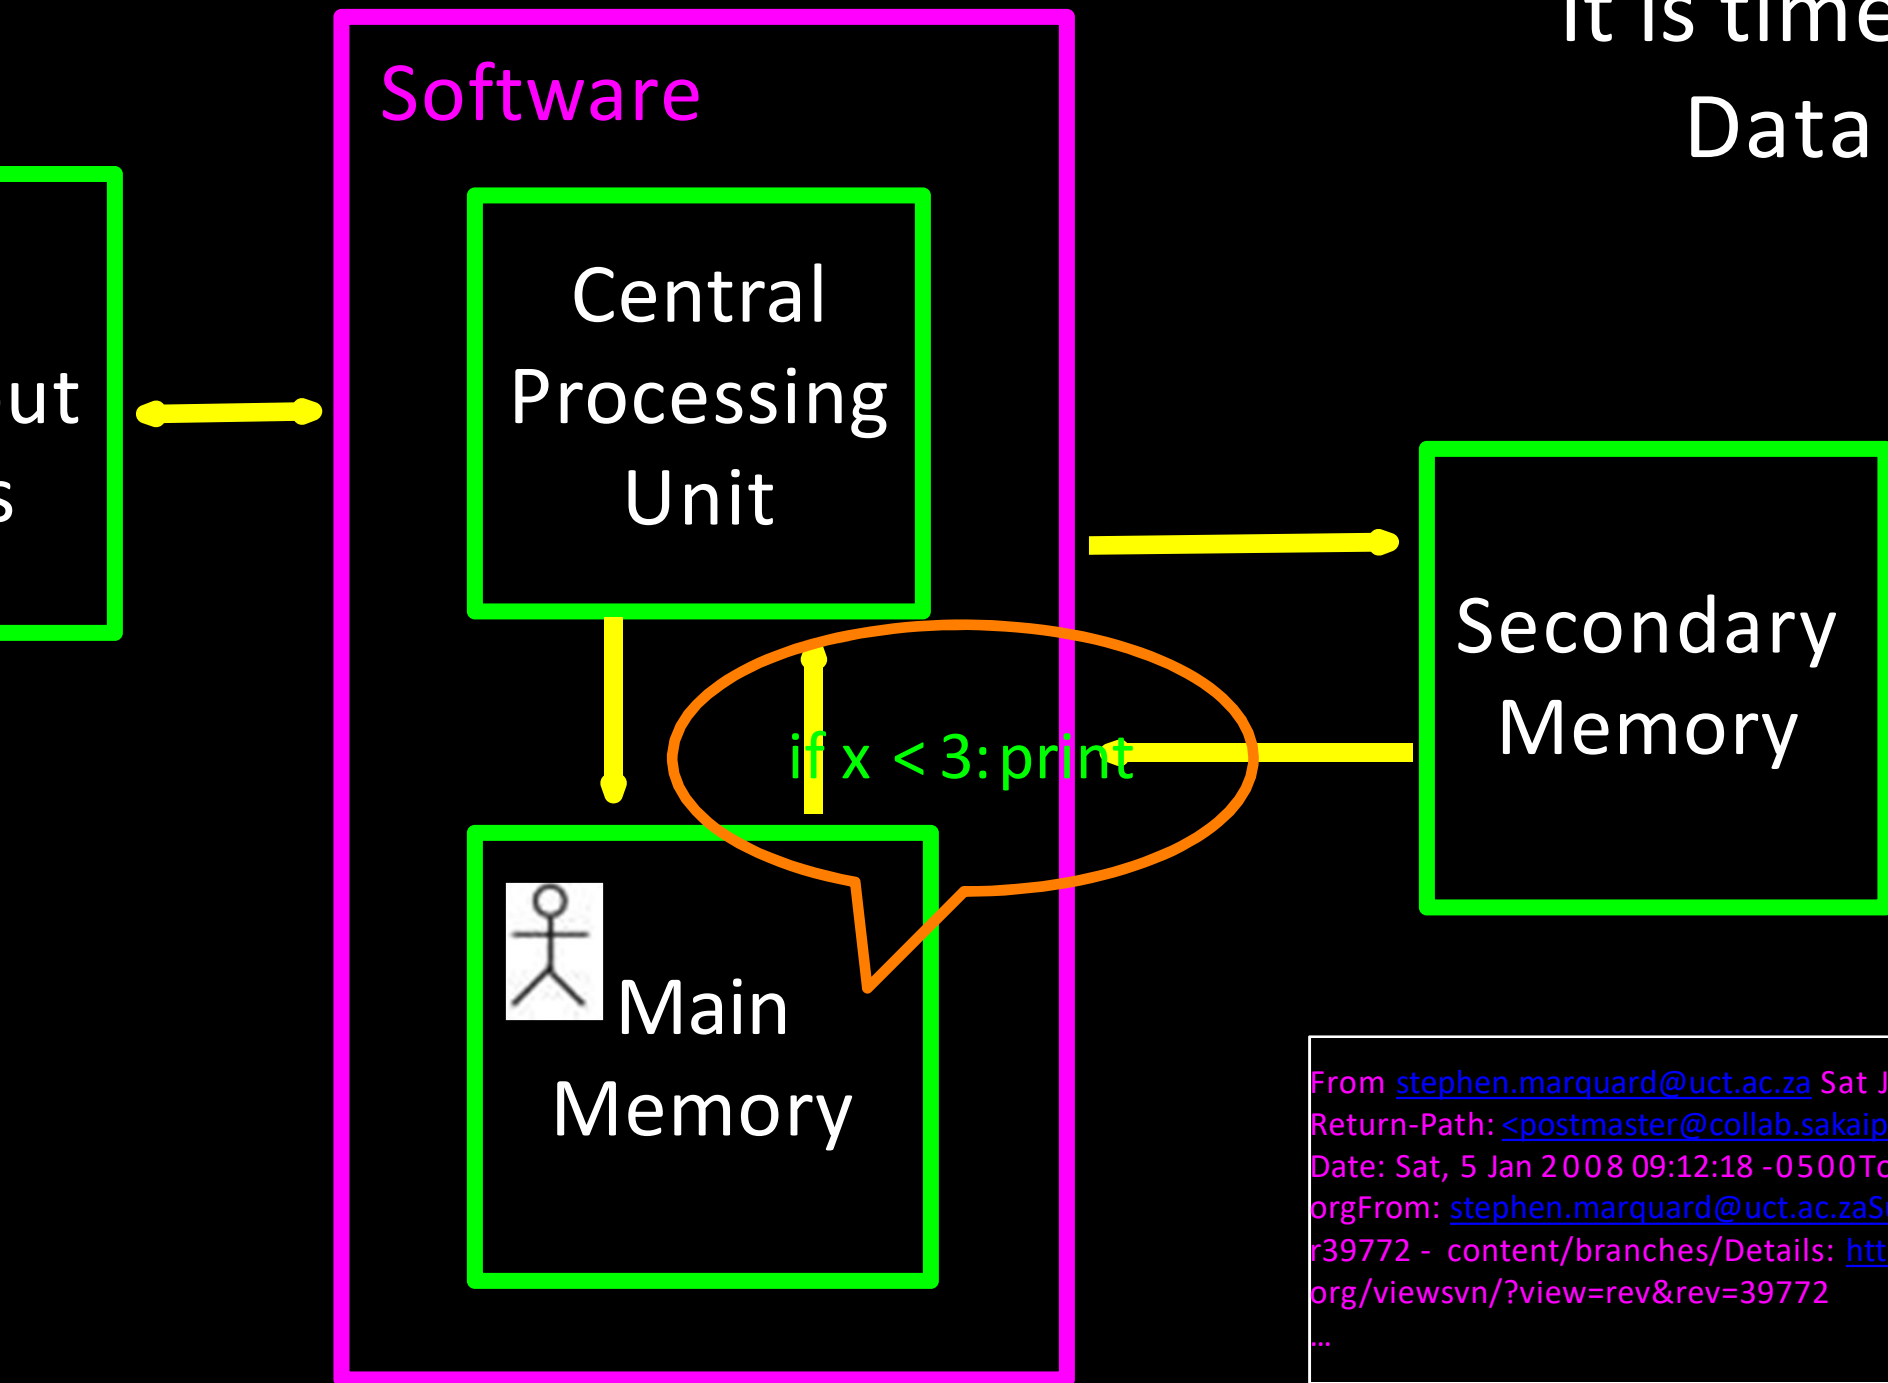 It is time
Data
Software
Central
Processing
Unit
if x < 3: print
Main
Memory
Secondary
Memory
From stephen.marquard@uct.ac.za Sat J
Return-Path: <postmaster@collab.sakaip
Date: Sat, 5 Jan 2008 09:12:18 -0500To
orgFrom: stephen.marquard@uct.ac.zaSu
r39772 - content/branches/Details: htt
org/viewsvn/?view=rev&rev=39772
…